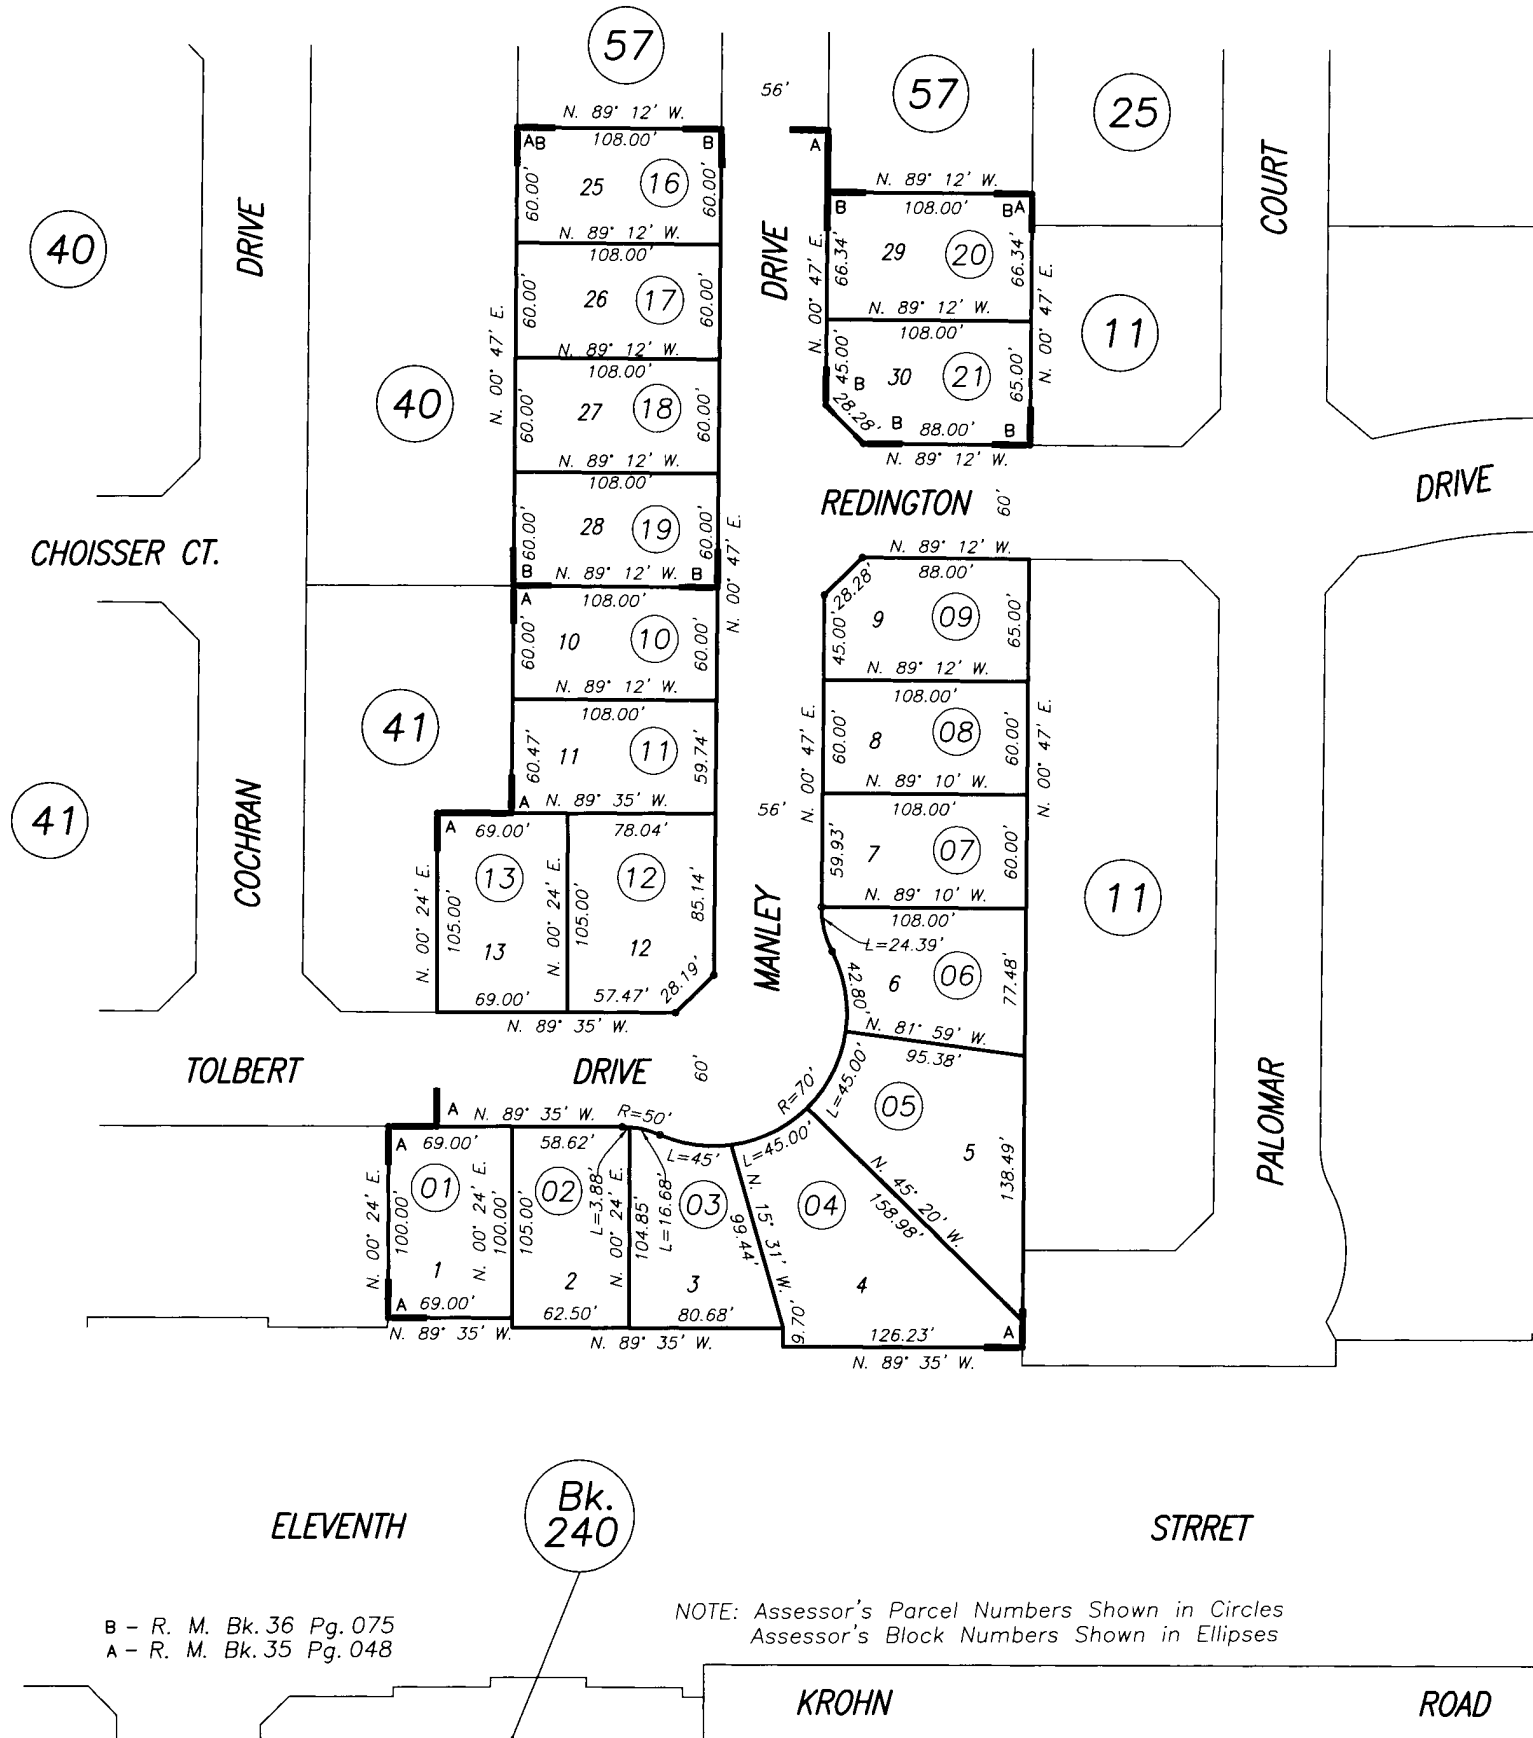 57
56'
57
25
N. 89° 12' W.
A B
108.00'
B
A
60.00'
25
16
60.00'
N. 89° 12' W.
B
108.00'
B A
COURT
DRIVE
40
DRIVE
N. 89° 12' W.
108.00'
N. 00° 47' E.
66.34'
29
20
66.34'
N. 00° 47' E.
60.00'
26
17
60.00'
N. 89° 12' W.
108.00'
11
N. 89° 12' W.
108.00'
N. 00° 47' E.
45.00'
B
30
21
65.00'
40
60.00'
27
18
60.00'
28.28'
B
88.00'
B
N. 89° 12' W.
N. 89° 12' W.
108.00'
REDINGTON
60'
DRIVE
60.00'
28
19
60.00'
N. 00° 47' E.
CHOISSER CT.
B
N. 89° 12' W.
B
N. 89° 12' W.
88.00'
28.28'
A
108.00'
60.00'
10
10
60.00'
45.00'
9
09
65.00'
N. 89° 12' W.
N. 89° 12' W.
108.00'
108.00'
41
60.47'
11
11
59.74'
N. 00° 47' E.
60.00'
8
08
60.00'
N. 00° 47' E.
N. 89° 10' W.
A
N. 89° 35' W.
56'
108.00'
41
COCHRAN
A
69.00'
78.04'
59.93'
7
07
60.00'
N. 00° 24' E.
105.00'
13
13
N. 00° 24' E.
105.00'
12
12
85.14'
N. 89° 10' W.
108.00'
11
MANLEY
L=24.39'
42.80'
6
06
77.48'
69.00'
57.47'
28.19'
N. 89° 35' W.
N. 81° 59' W.
95.38'
TOLBERT
DRIVE
60'
R=70'
L=45.00'
05
5
138.49'
PALOMAR
A
N. 89° 35' W.
R=50'
A
69.00'
58.62'
L=45'
L=45.00'
N. 00° 24' E.
100.00'
01
1
N. 00° 24' E.
100.00'
105.00'
02
2
L=3.88'
N. 00° 24' E.
104.85'
L=16.68'
03
3
N. 15° 31' W.
99.44'
04
4
N. 45° 20' W.
158.98'
A
69.00'
62.50'
80.68'
9.70'
126.23'
A
N. 89° 35' W.
N. 89° 35' W.
N. 89° 35' W.
Bk.
240
ELEVENTH
STRRET
B - R. M. Bk. 36 Pg. 075
A - R. M. Bk. 35 Pg. 048
NOTE: Assessor's Parcel Numbers Shown in Circles
Assessor's Block Numbers Shown in Ellipses
KROHN
ROAD